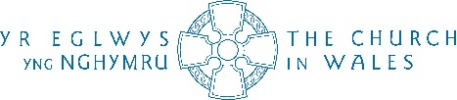 YR EGLWYS
YNG NGHYMRU
THE CHURCH
IN WALES